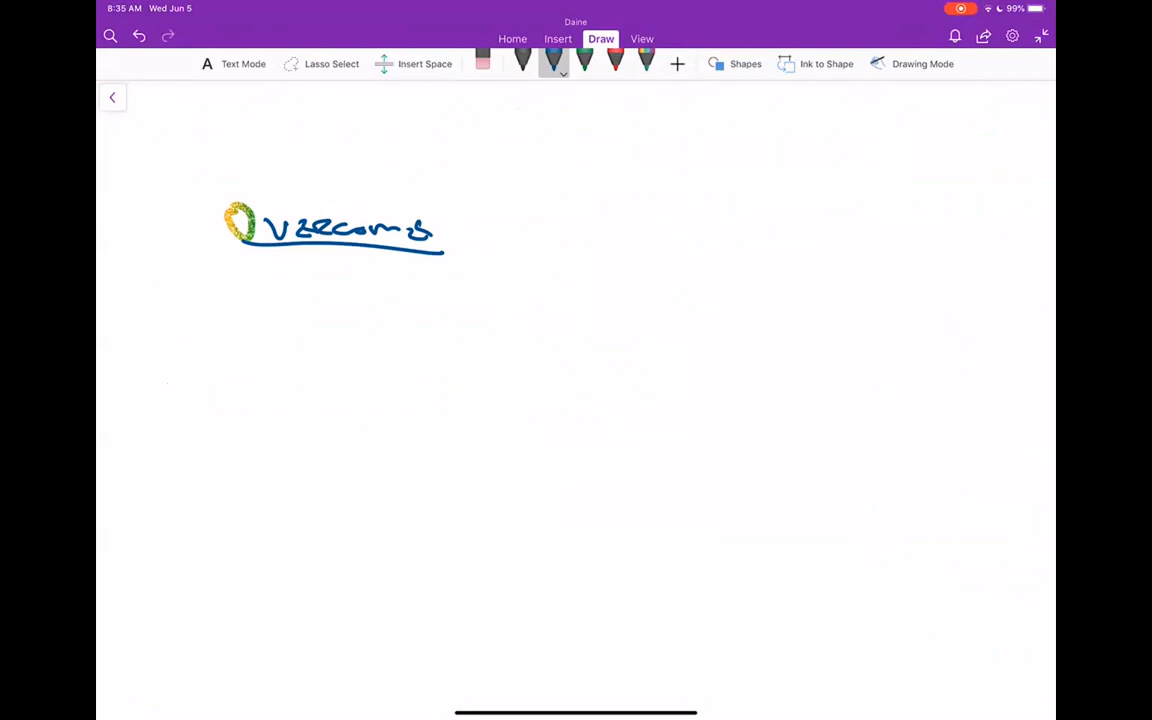 8:35 AM Wed Jun 5 99%
Daine
Home Insert Draw View
A Text Mode Lasso Select Insert Space Shapes Ink to Shape Drawing Mode